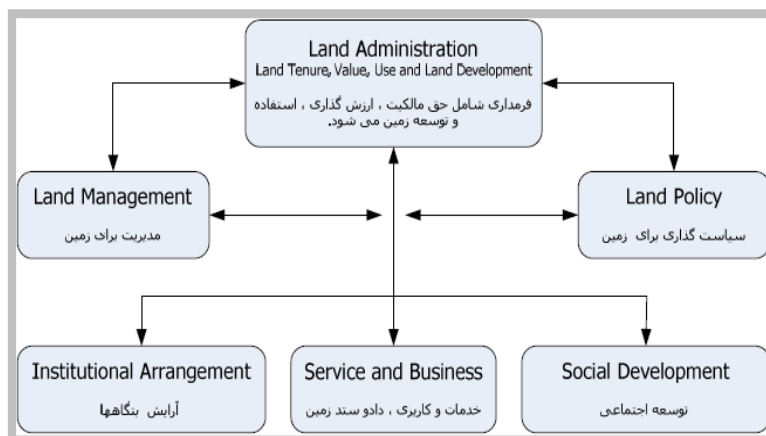 Land Administration
Land Tenure, Value, Use and Land Development
فرمداری شامل حق مالکیت ، ارزش گذاری ، استفاده
و توسعه زمین می شود.
Land Management
مدیریت برای زمین
Land Policy
سیاست گذاری برای زمین
Institutional Arrangement
آرایش بنگاهها
Service and Business
خدمات و کاربری ، دادو ستد زمین
Social Development
توسعه اجتماعی